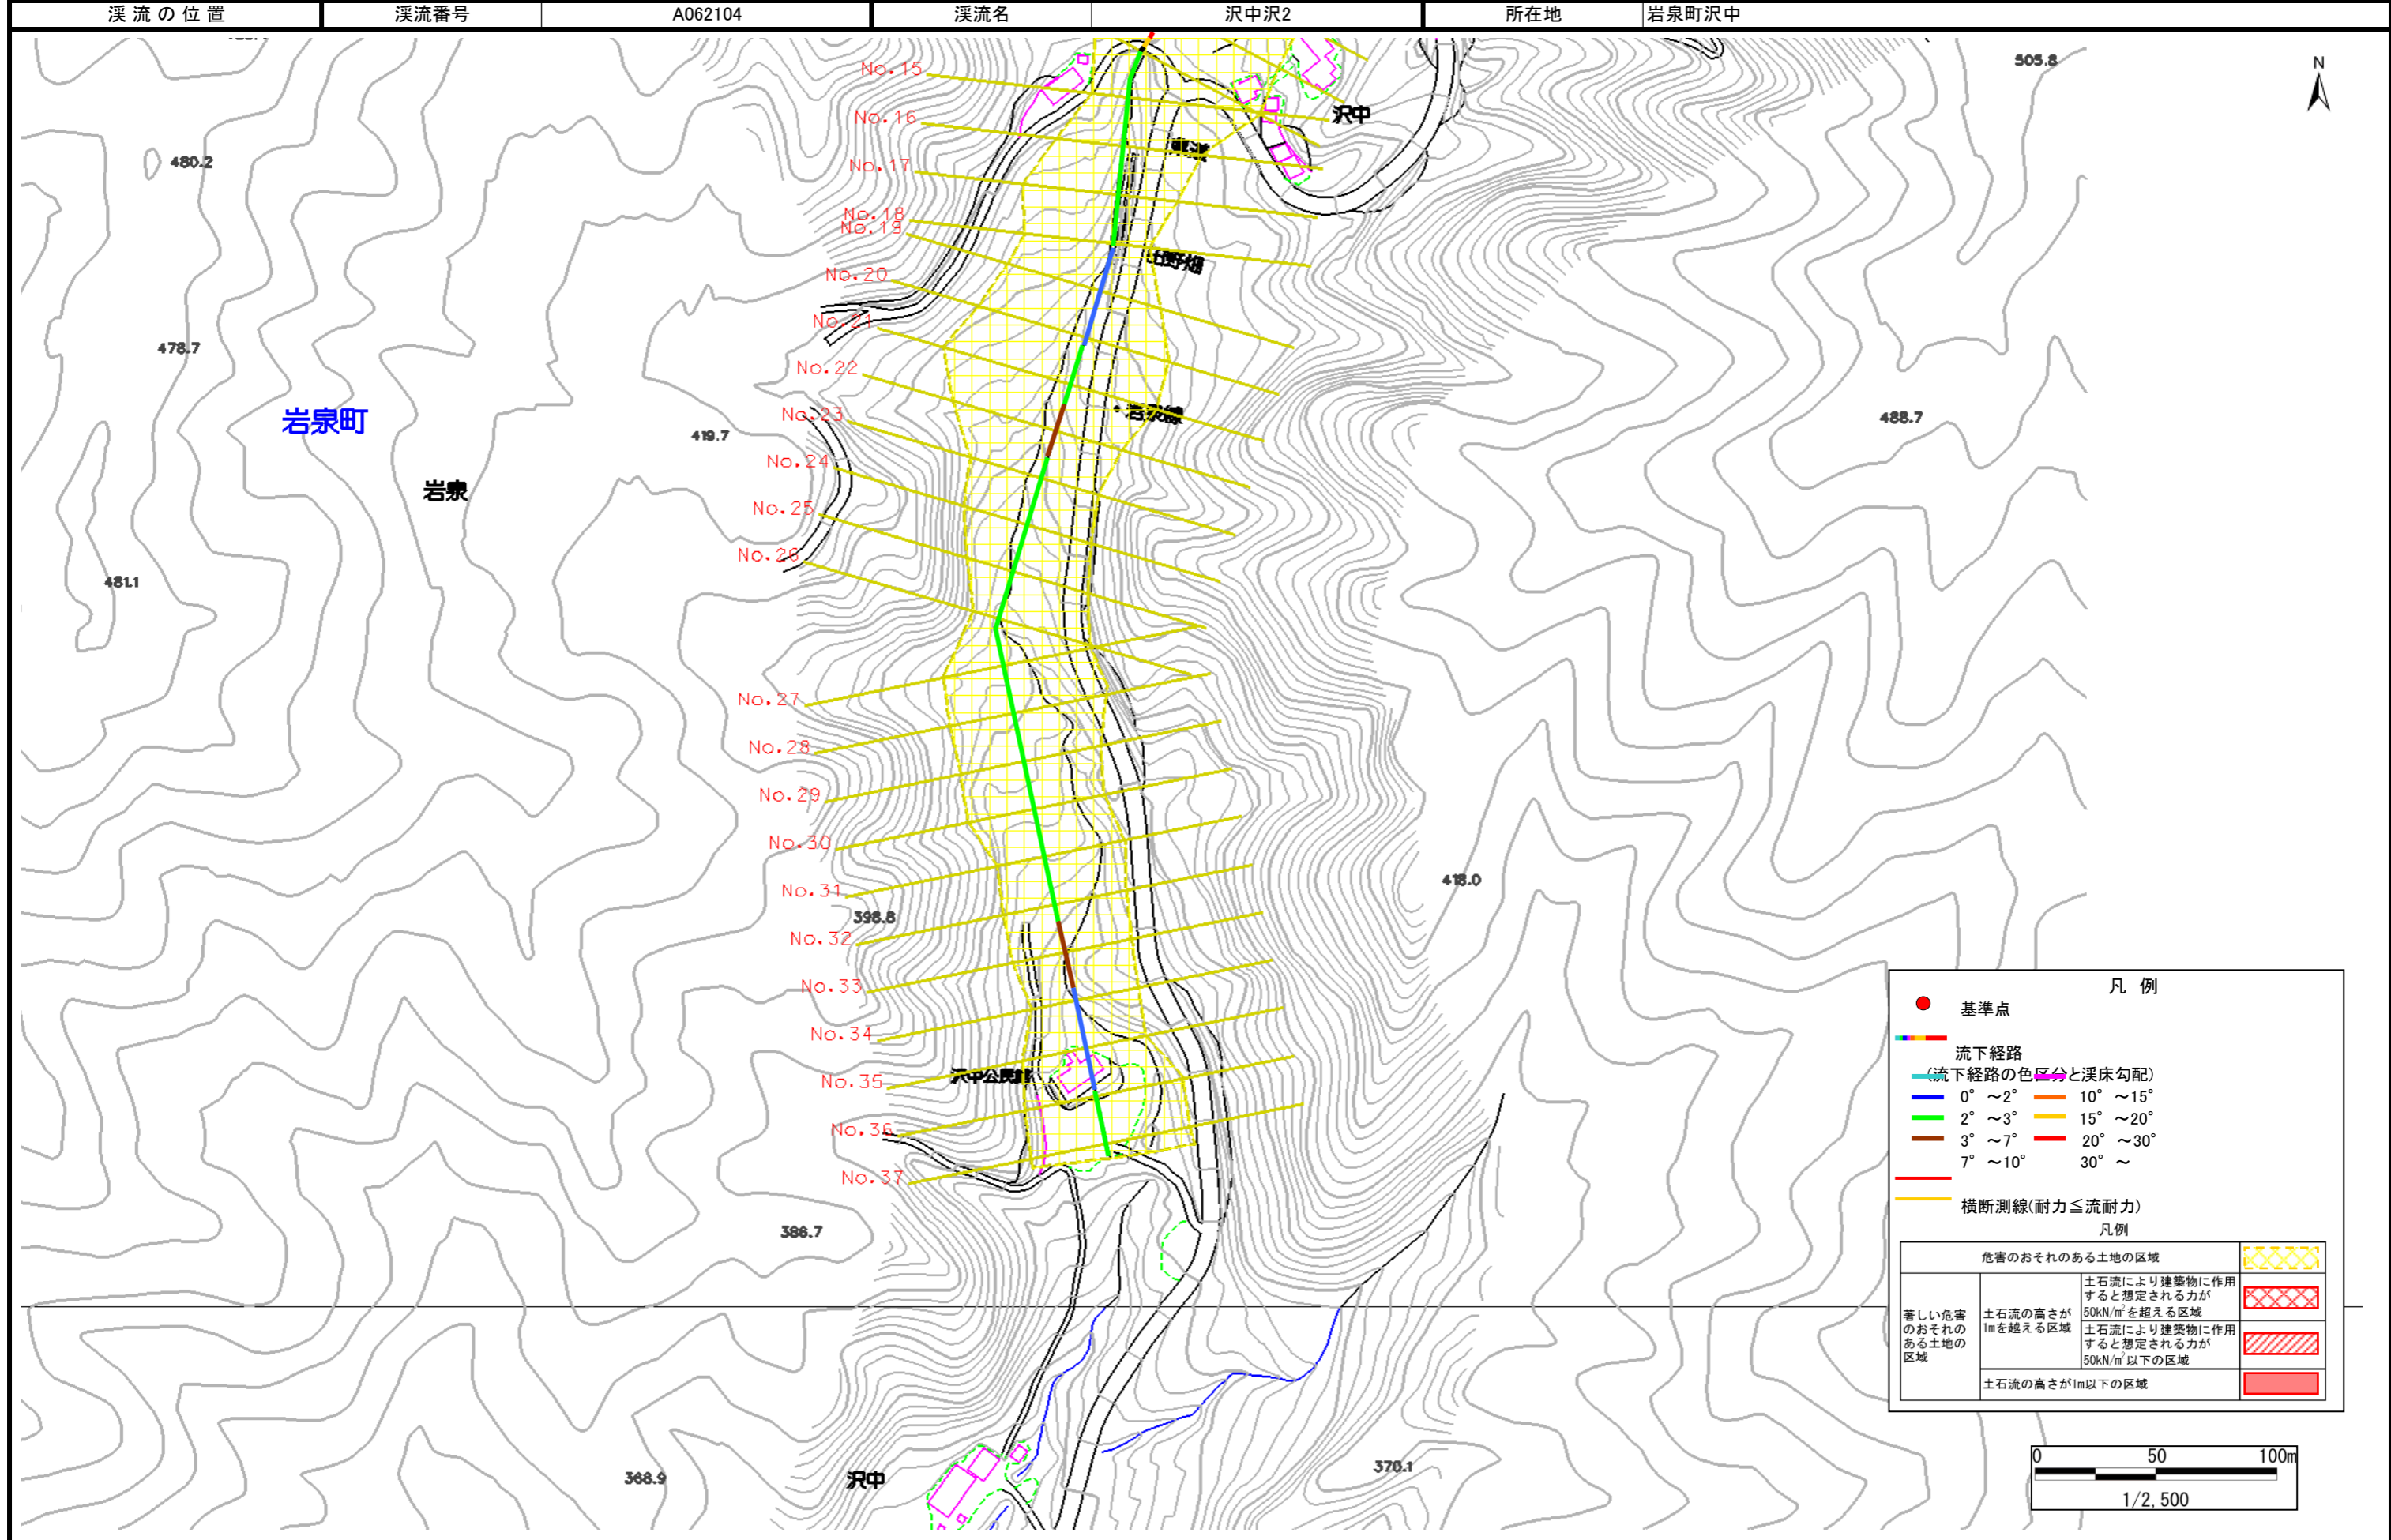 渓流の位置 渓流番号 A062104 渓流名 沢中沢2 所在地 岩泉町沢中
505.8
N
No.15
沢中
No.16
480.2
No.17
No.18
No.19
No.20
No.21
478.7
No.22
No.23
岩泉町
488.7
419.7
No.24
岩泉
No.25
No.26
481.1
No.27
No.28
No.29
No.30
No.31
418.0
398.8
No.32
No.33
No.34
沢中公民館
No.35
No.36
No.37
386.7
368.9
沢中
370.1
凡 例
基準点
流下経路
(流下経路の色区分と渓床勾配)
0° ～2° 10° ～15°
2° ～3° 15° ～20°
3° ～7° 20° ～30°
7° ～10° 30° ～
横断測線(耐力≦流耐力)
凡例
危害のおそれのある土地の区域
著しい危害
のおそれの
ある土地の
区域
土石流の高さが
1mを越える区域
土石流により建築物に作用
すると想定される力が
50kN/㎡を超える区域
土石流により建築物に作用
すると想定される力が
50kN/㎡以下の区域
土石流の高さが1m以下の区域
0 50 100m
1/2,500